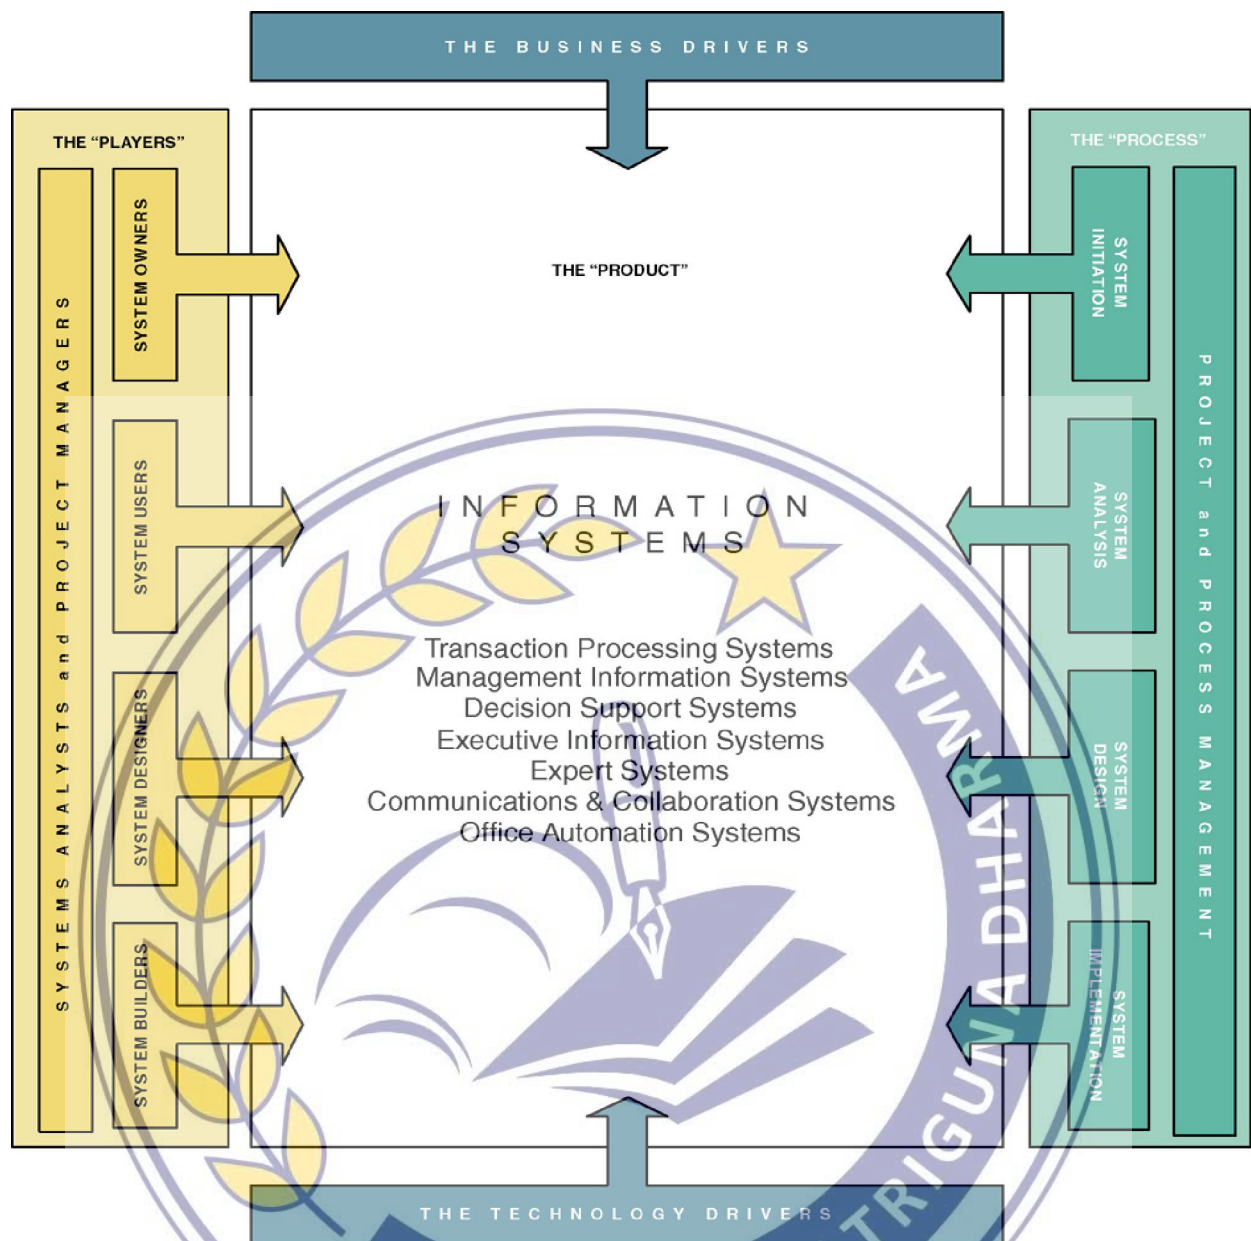 THE BUSINESS DRIVERS
THE “PLAYERS”
SYSTEMS ANALYSTS and PROJECT MANAGERS
SYSTEM OWNERS
SYSTEM USERS
SYSTEM DESIGNERS
SYSTEM BUILDERS
THE “PRODUCT”
INFORMATION
SYSTEMS
Transaction Processing Systems
Management Information Systems
Decision Support Systems
Executive Information Systems
Expert Systems
Communications & Collaboration Systems
Office Automation Systems
THE “PROCESS”
SYSTEM
INITIATION
SYSTEM
ANALYSIS
SYSTEM
DESIGN
SYSTEM
IMPLEMENTATION
PROJECT and PROCESS MANAGEMENT
THE TECHNOLOGY DRIVERS
TRIGUNA DHARMA